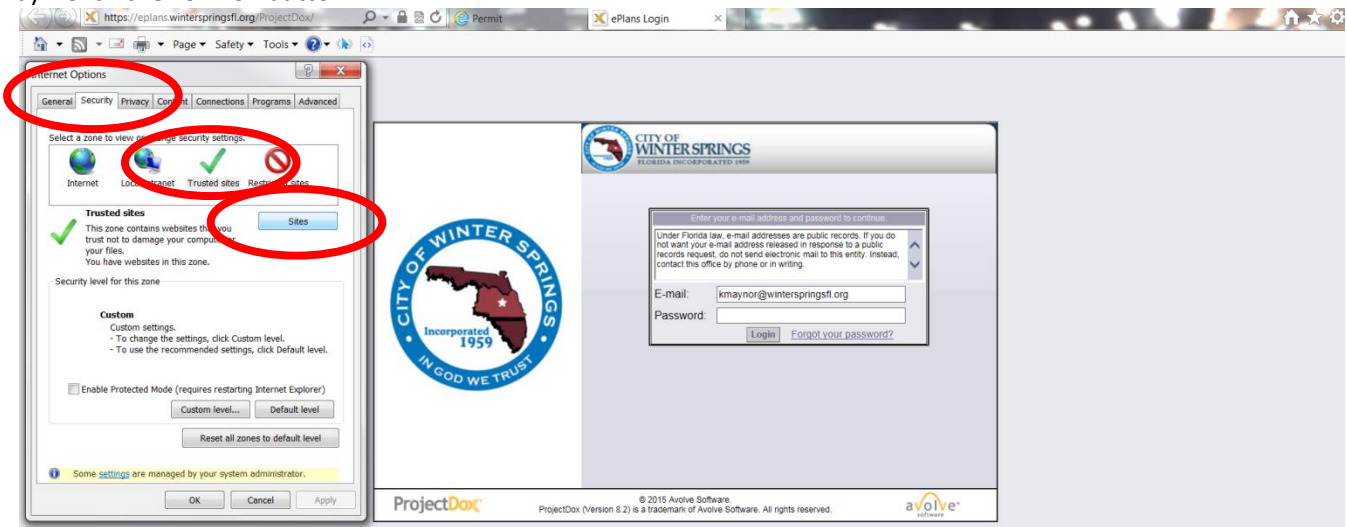 https://eplans.winterspringsfl.org/ProjectDox/
Permit
ePlans Login
Page Safety Tools
Internet Options
General Security Privacy Content Connections Programs Advanced
Select a zone to view or change security settings.
Internet Local intranet Trusted sites Restricted sites
Trusted sites
Sites
This zone contains websites that you
trust not to damage your computer or
your files.
You have websites in this zone.
Security level for this zone
Custom
Custom settings.
- To change the settings, click Custom level.
- To use the recommended settings, click Default level.
Enable Protected Mode (requires restarting Internet Explorer)
Custom level... Default level
Reset all zones to default level
Some settings are managed by your system administrator.
OK Cancel Apply
CITY OF
WINTER SPRINGS
FLORIDA INCORPORATED 1959
CITY OF WINTER SPRINGS
Incorporated
1959
IN GOD WE TRUST
Enter your e-mail address and password to continue.
Under Florida law, e-mail addresses are public records. If you do
not want your e-mail address released in response to a public
records request, do not send electronic mail to this entity. Instead,
contact this office by phone or in writing.
E-mail: kmaynor@winterspringsfl.org
Password:
Login Forgot your password?
ProjectDox
© 2015 Avolve Software.
ProjectDox (Version 8.2) is a trademark of Avolve Software. All rights reserved.
avolve
software